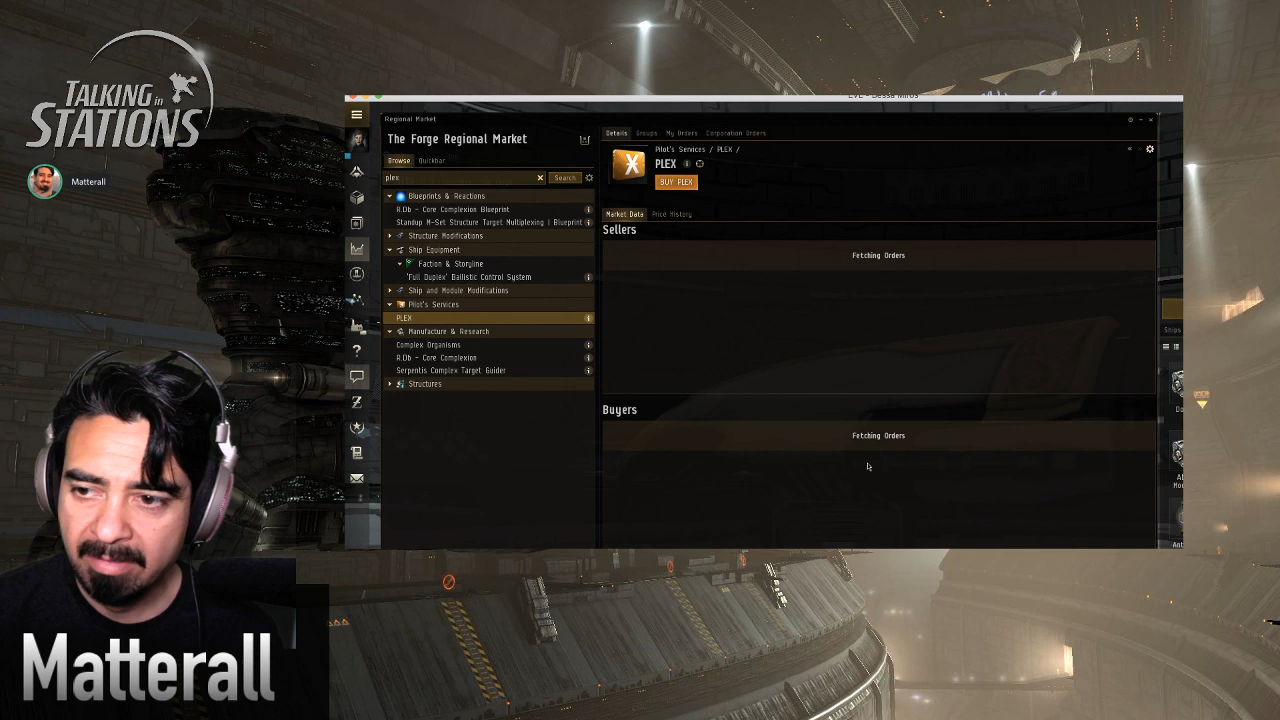 TALKING in
STATIONS
Matterall
Regional Market
The Forge Regional Market
Browse Quickbar
plex
Search
Blueprints & Reactions
R.Db - Core Complexion Blueprint
Standup M-Set Structure Target Multiplexing I Blueprint
Structure Modifications
Ship Equipment
Faction & Storyline
'Full Duplex' Ballistic Control System
Ship and Module Modifications
Pilot's Services
PLEX
Manufacture & Research
Complex Organisms
R.Db - Core Complexion
Serpentis Complex Target Guider
Structures
Details Groups My Orders Corporation Orders
Pilot's Services / PLEX /
PLEX
BUY PLEX
Market Data Price History
Sellers
Fetching Orders
Buyers
Fetching Orders
Ships
Matterall